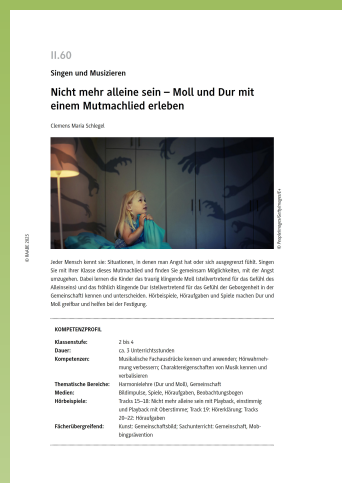 II.60
Singen und Musizieren
Nicht mehr alleine sein – Moll und Dur mit
einem Mutmachlied erleben
Clemens Maria Schlegel
© RAABE 2025
© PeopleImages/Getty Images/E+
Jeder Mensch kennt sie: Situationen, in denen man Angst hat oder sich ausgegrenzt fühlt. Singen
Sie mit Ihrer Klasse dieses Mutmachlied und finden Sie gemeinsam Möglichkeiten, mit der Angst
umzugehen. Dabei lernen die Kinder das traurig klingende Moll (stellvertretend für das Gefühl des
Alleinseins) und das fröhlich klingende Dur (stellvertretend für das Gefühl der Geborgenheit in der
Gemeinschaft) kennen und unterscheiden. Hörbeispiele, Höraufgaben und Spiele machen Dur und
Moll greifbar und helfen bei der Festigung.
KOMPETENZPROFIL
Klassenstufe: 2 bis 4
Dauer: ca. 3 Unterrichtsstunden
Kompetenzen: Musikalische Fachausdrücke kennen und anwenden; Hörwahrneh-
mung verbessern; Charaktereigenschaften von Musik kennen und
verbalisieren
Thematische Bereiche: Harmonielehre (Dur und Moll), Gemeinschaft
Medien: Bildimpulse, Spiele, Höraufgaben, Beobachtungsbogen
Hörbeispiele: Tracks 15–18: Nicht mehr alleine sein mit Playback, einstimmig
und Playback mit Oberstimme; Track 19: Hörerklärung; Tracks
20–22: Höraufgaben
Fächerübergreifend: Kunst: Gemeinschaftsbild; Sachunterricht: Gemeinschaft, Mob-
bingprävention